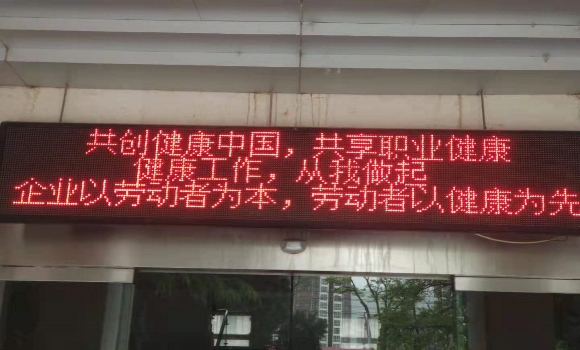 共创健康中国，共享职业健康
健康工作，从我做起
企业以劳动者为本，劳动者以健康为先